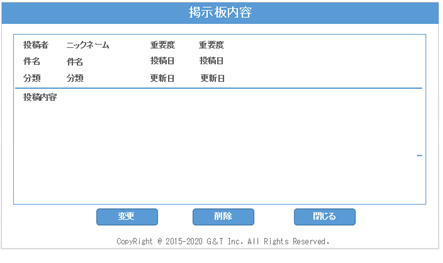 掲示板内容
投稿者 ニックネーム 重要度 重要度
件名 件名 投稿日 投稿日
分類 分類 更新日 更新日
投稿内容
変更 削除 閉じる
CopyRight @ 2015-2020 G&T Inc. All Rights Reserved.